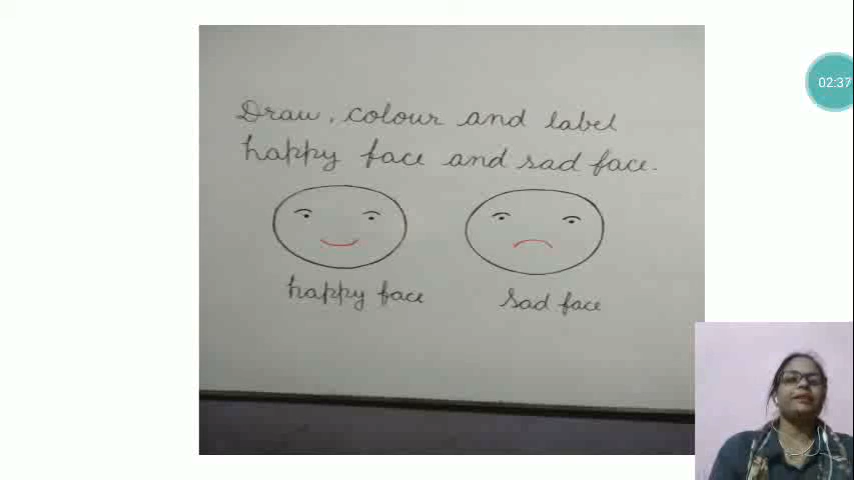 Draw, colour and label
happy face and sad face.
happy face
sad face
02:37